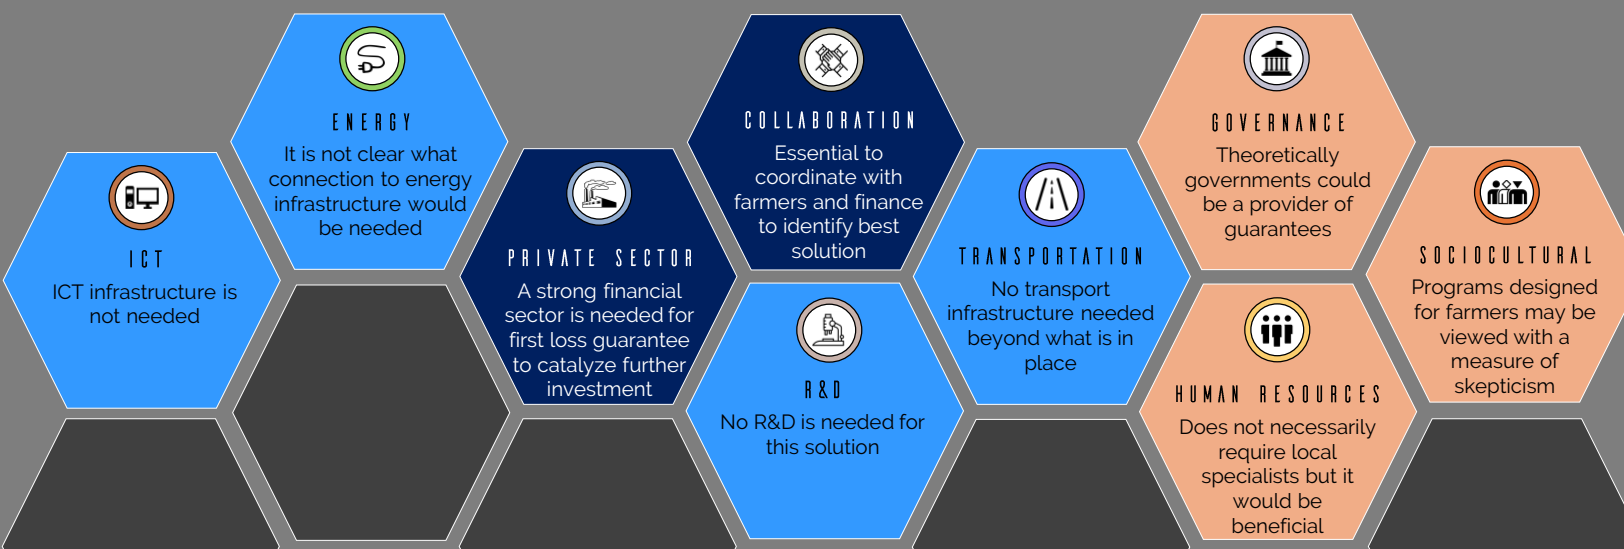 ICT
ICT infrastructure is
not needed
ENERGY
It is not clear what
connection to energy
infrastructure would
be needed
PRIVATE SECTOR
A strong financial
sector is needed for
first loss guarantee
to catalyze further
investment
COLLABORATION
Essential to
coordinate with
farmers and finance
to identify best
solution
R&D
No R&D is needed for
this solution
TRANSPORTATION
No transport
infrastructure needed
beyond what is in
place
GOVERNANCE
Theoretically
governments could
be a provider of
guarantees
HUMAN RESOURCES
Does not necessarily
require local
specialists but it
would be
beneficial
SOCIOCULTURAL
Programs designed
for farmers may be
viewed with a
measure of
skepticism